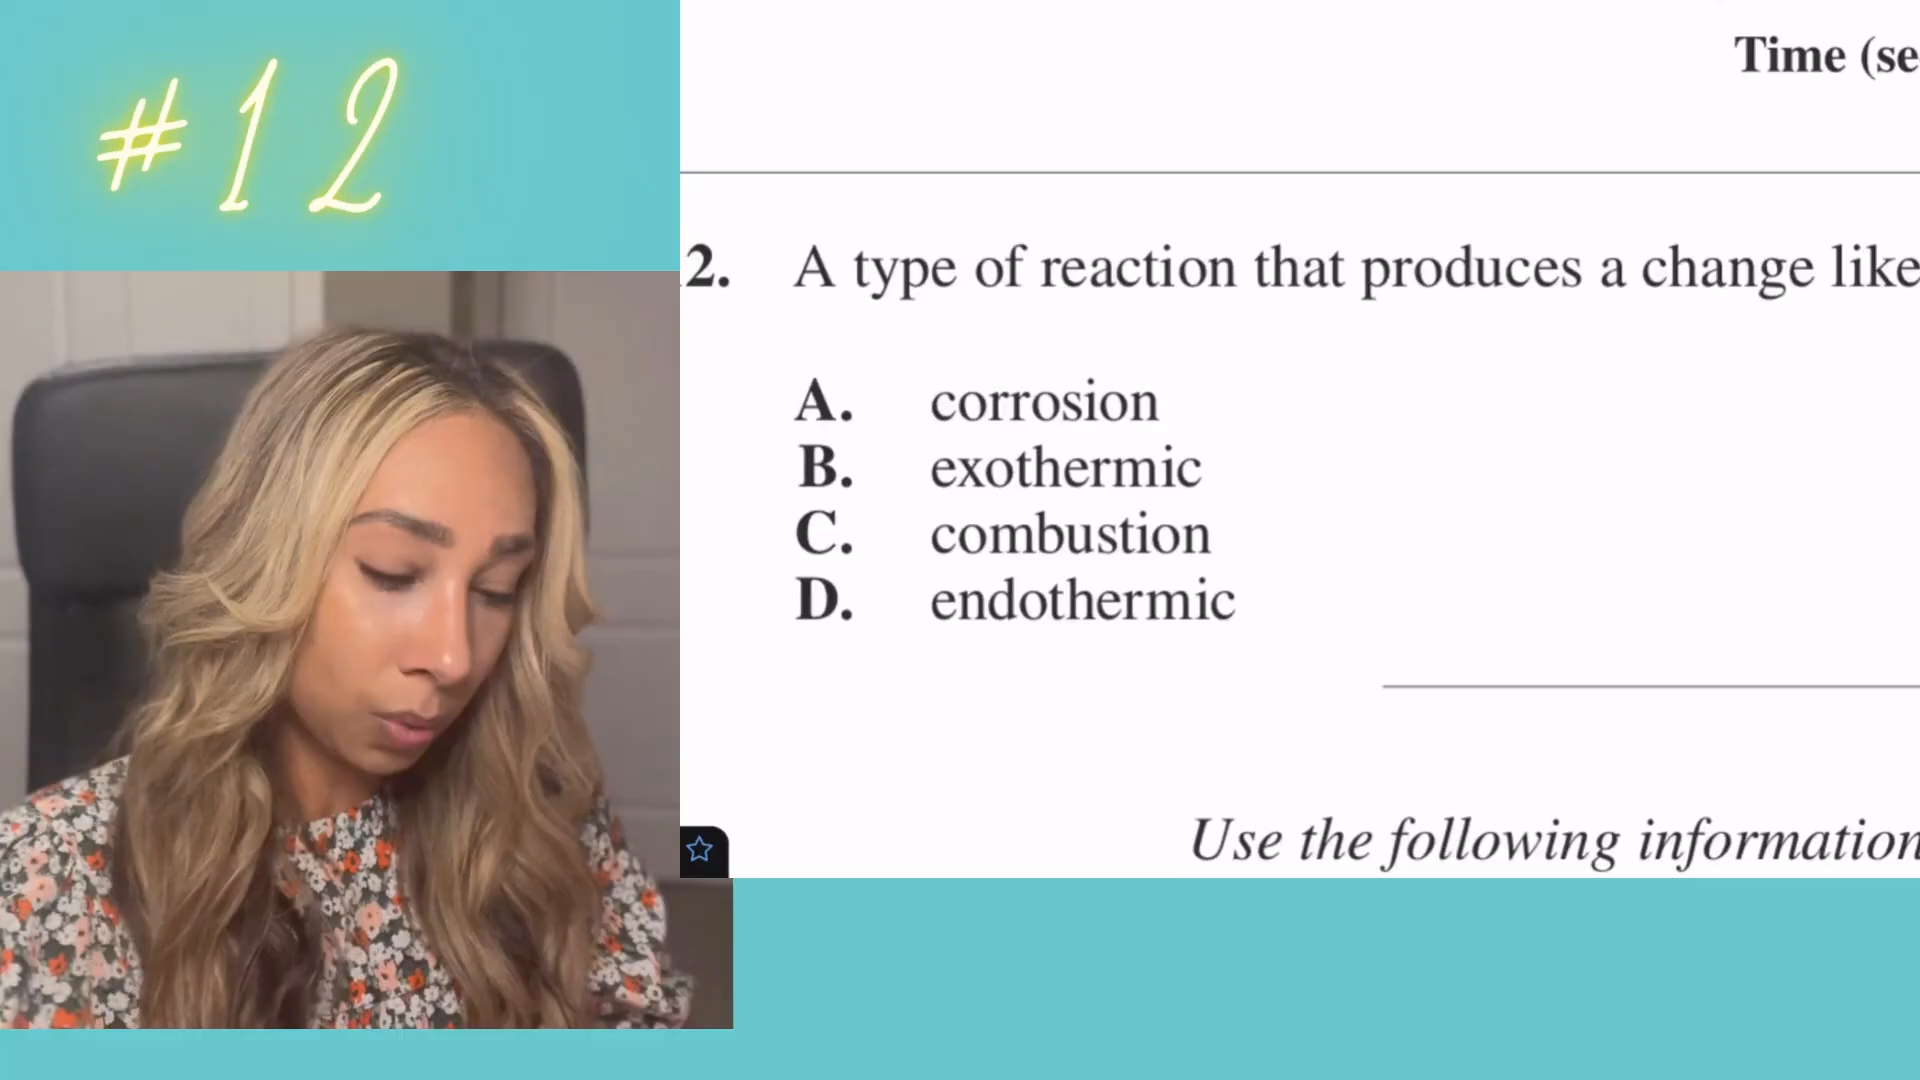 #12
Time (se
2. A type of reaction that produces a change like
A. corrosion
B. exothermic
C. combustion
D. endothermic
Use the following information